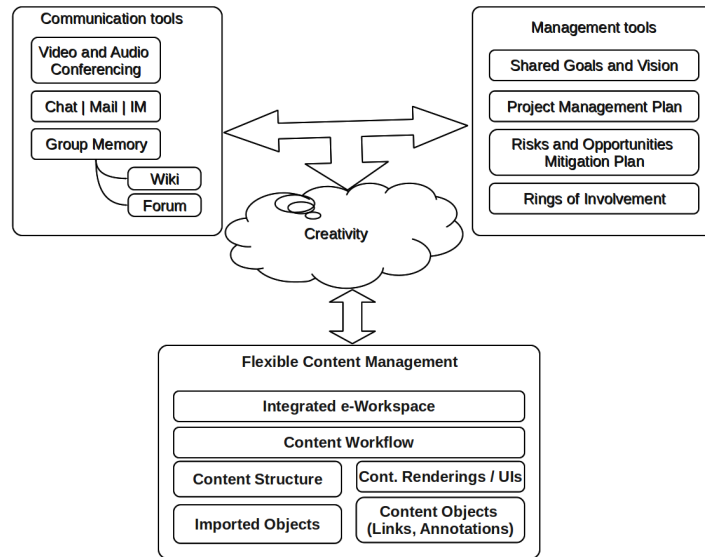 Communication tools
Video and Audio
Conferencing
Chat | Mail | IM
Group Memory
Wiki
Forum
Management tools
Shared Goals and Vision
Project Management Plan
Risks and Opportunities
Mitigation Plan
Rings of Involvement
Creativity
Flexible Content Management
Integrated e-Workspace
Content Workflow
Content Structure
Cont. Renderings / UIs
Imported Objects
Content Objects
(Links, Annotations)